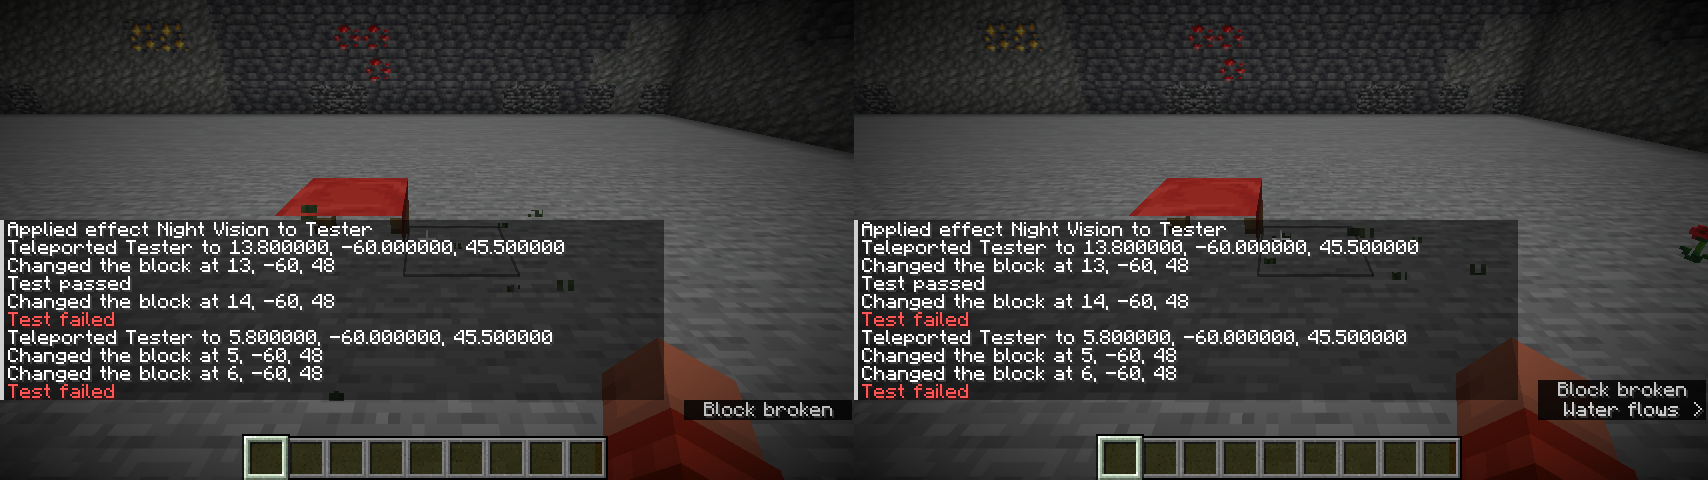 Applied effect Night Vision to Tester
Teleported Tester to 13.800000, -60.000000, 45.500000
Changed the block at 13, -60, 48
Test passed
Changed the block at 14, -60, 48
Test failed
Teleported Tester to 5.800000, -60.000000, 45.500000
Changed the block at 5, -60, 48
Changed the block at 6, -60, 48
Test failed
Block broken
Applied effect Night Vision to Tester
Teleported Tester to 13.800000, -60.000000, 45.500000
Changed the block at 13, -60, 48
Test passed
Changed the block at 14, -60, 48
Test failed
Teleported Tester to 5.800000, -60.000000, 45.500000
Changed the block at 5, -60, 48
Changed the block at 6, -60, 48
Test failed
Block broken
Water flows >